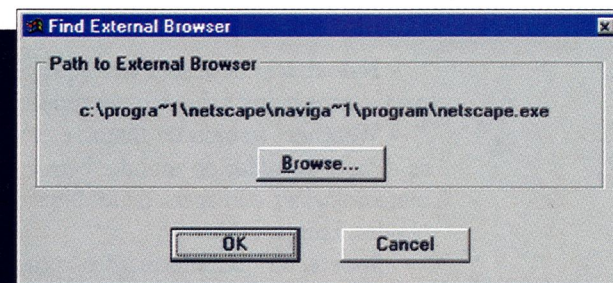 Find External Browser
Path to External Browser
c:\progra~1\netscape\naviga~1\program\netscape.exe
Browse...
OK
Cancel